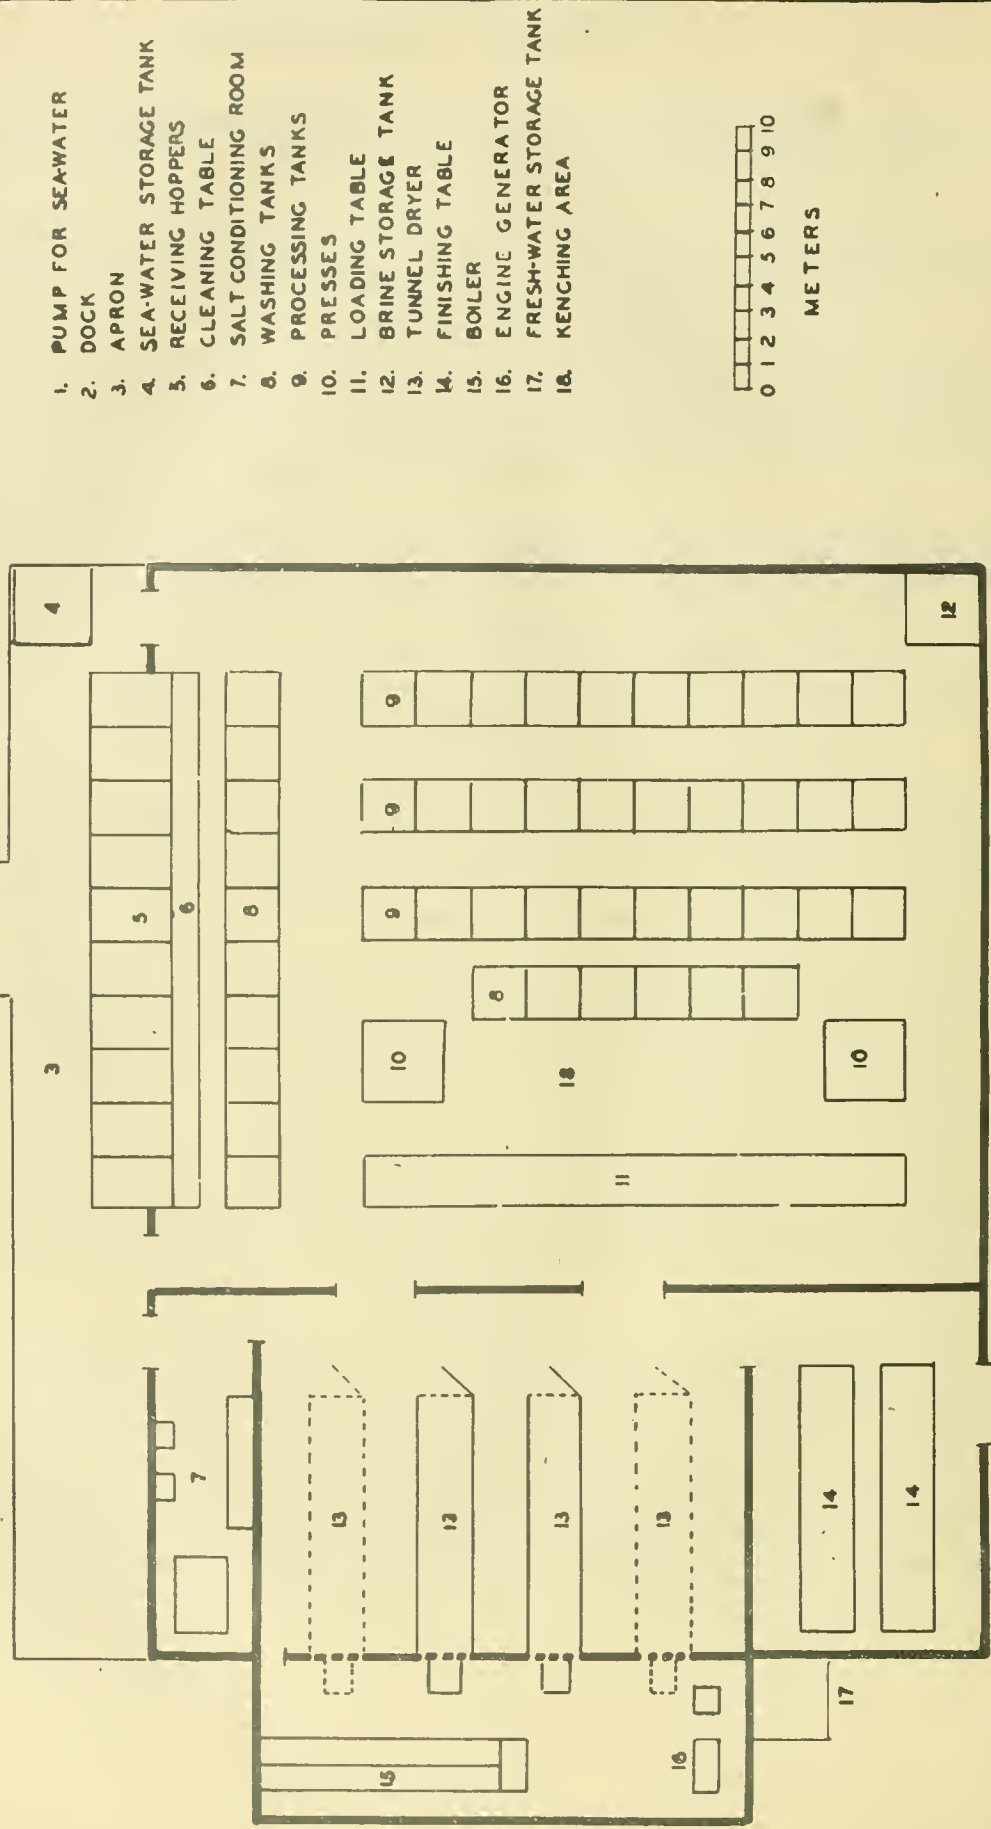 1. PUMP FOR SEA-WATER
2. DOCK
3. APRON
4. SEA-WATER STORAGE TANK
5. RECEIVING HOPPERS
6. CLEANING TABLE
7. SALT CONDITIONING ROOM
8. WASHING TANKS
9. PROCESSING TANKS
10. PRESSES
11. LOADING TABLE
12. BRINE STORAGE TANK
13. TUNNEL DRYER
14. FINISHING TABLE
15. BOILER
16. ENGINE GENERATOR
17. FRESH-WATER STORAGE TANK
18. KENCHING AREA
0 1 2 3 4 5 6 7 8 9 10
METERS
3
4
5
6
8
7
9
9
9
8
10
18
10
11
12
13
13
13
13
14
14
15
16
17